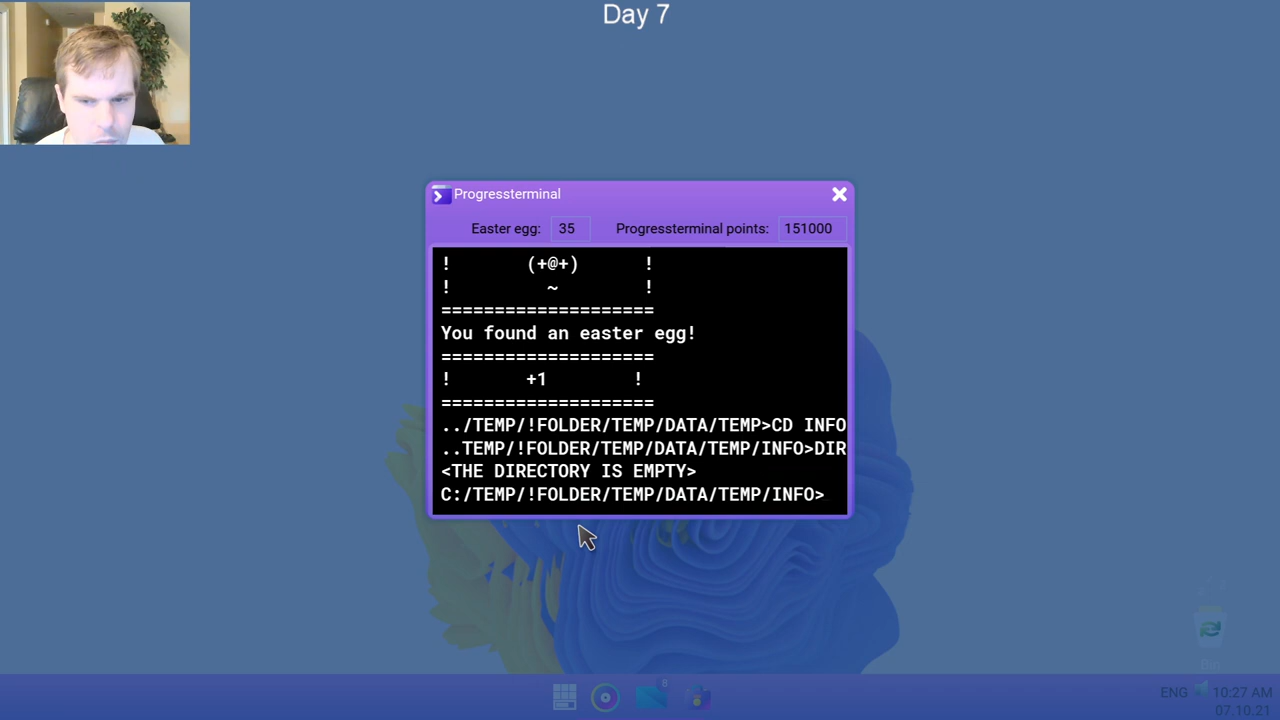 Day 7
Progressterminal
Easter egg: 35 Progressterminal points: 151000
! (+@+) !
! ~ !
====================
You found an easter egg!
====================
! +1 !
====================
../TEMP/!FOLDER/TEMP/DATA/TEMP>CD INFO
..TEMP/!FOLDER/TEMP/DATA/TEMP/INFO>DIR
<THE DIRECTORY IS EMPTY>
C:/TEMP/!FOLDER/TEMP/DATA/TEMP/INFO>
Bin
8
ENG 10:27 AM
07.10.21